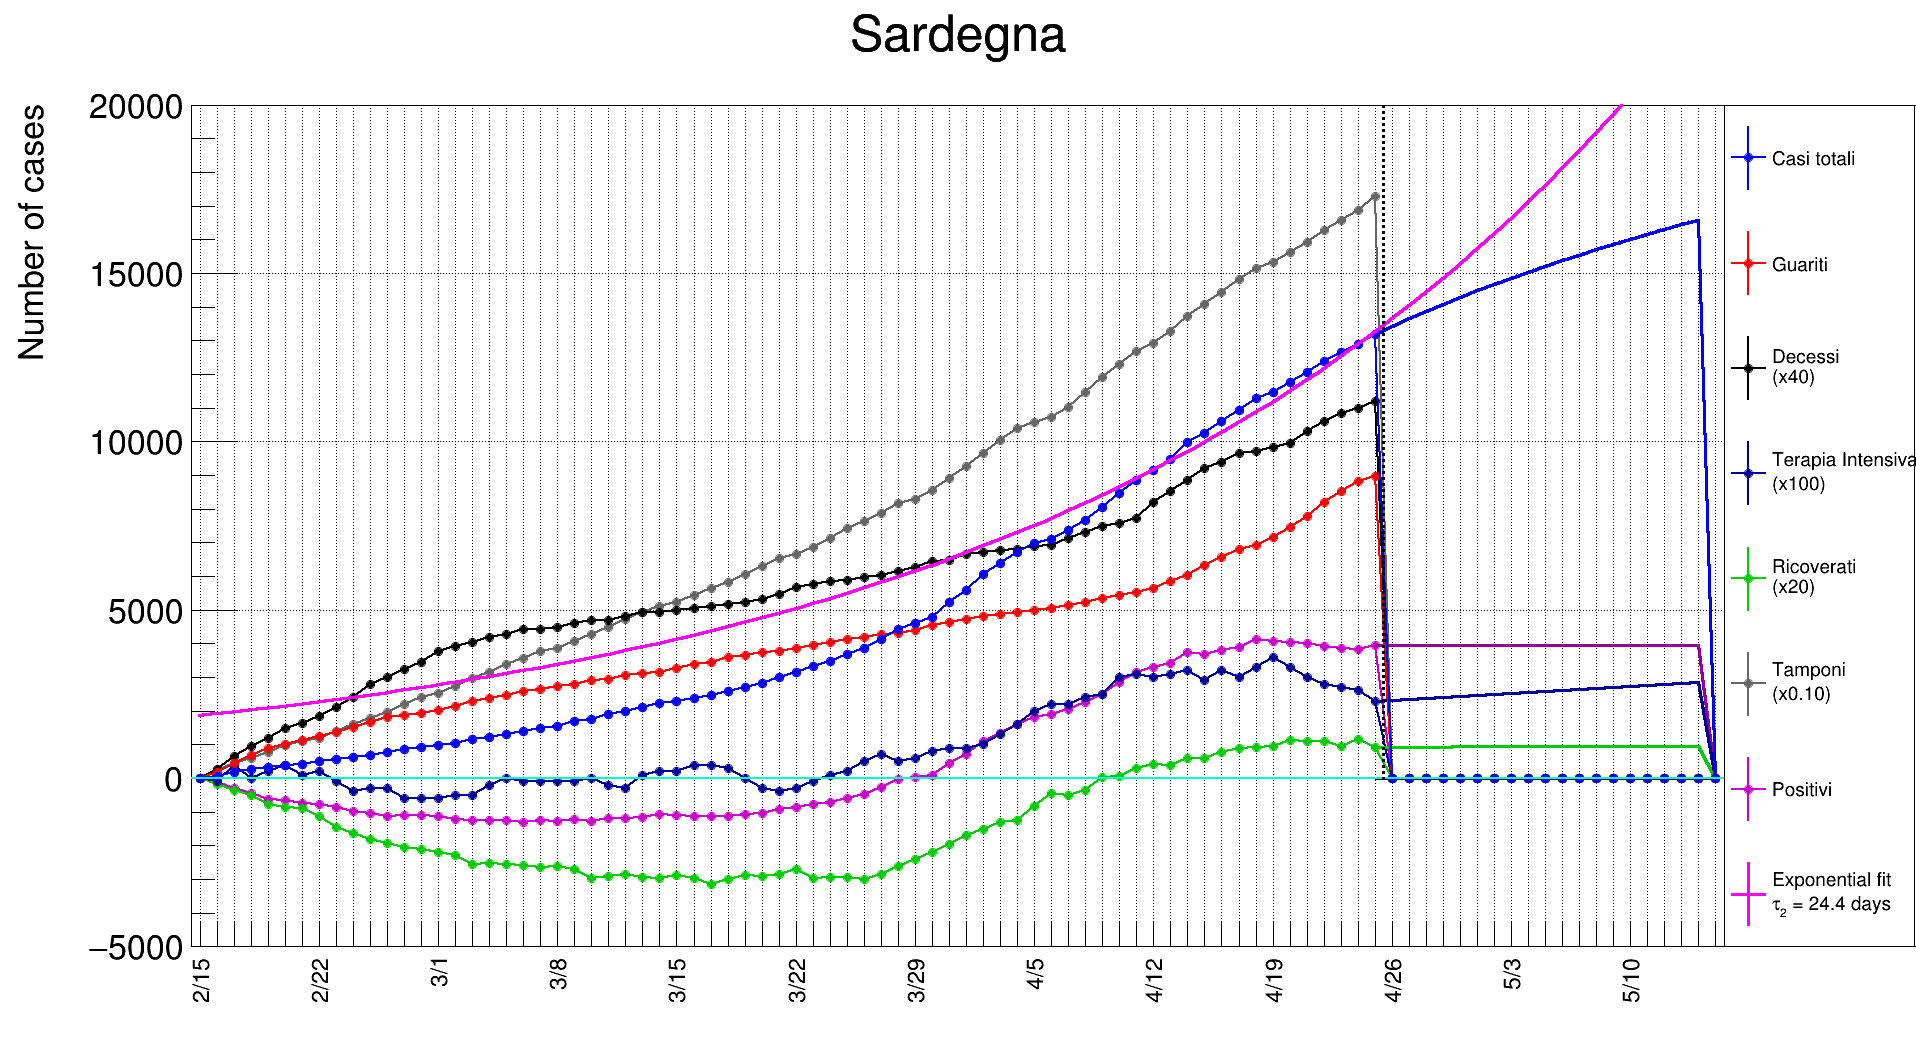 Sardegna
Number of cases
20000
15000
10000
5000
0
−5000
2/15
2/22
3/1
3/8
3/15
3/22
3/29
4/5
4/12
4/19
4/26
5/3
5/10
Casi totali
Guariti
Decessi
(x40)
Terapia Intensiva
(x100)
Ricoverati
(x20)
Tamponi
(x0.10)
Positivi
Exponential fit
τ2 = 24.4 days